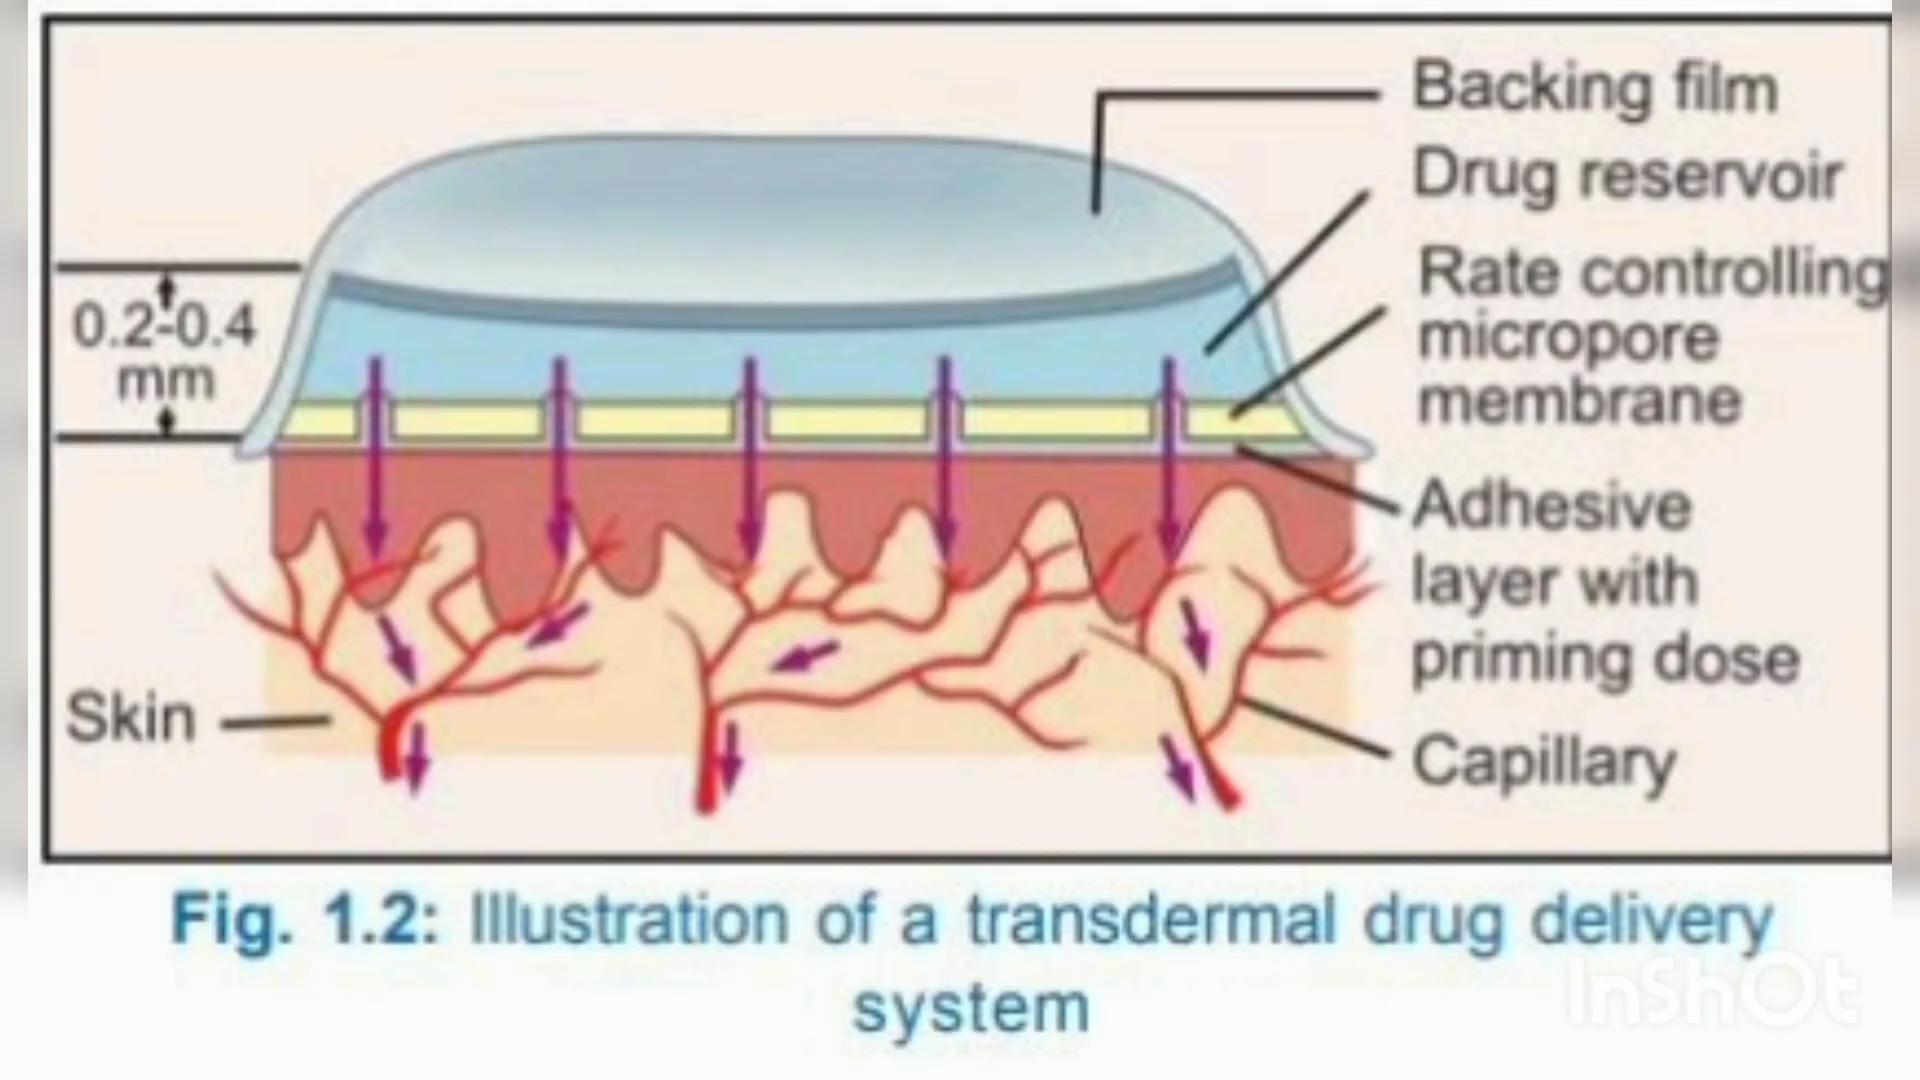 Backing film
Drug reservoir
Rate controlling
micropore
membrane
0.2-0.4
mm
Adhesive
layer with
priming dose
Skin
Capillary
Fig. 1.2: Illustration of a transdermal drug delivery
system
InShOt